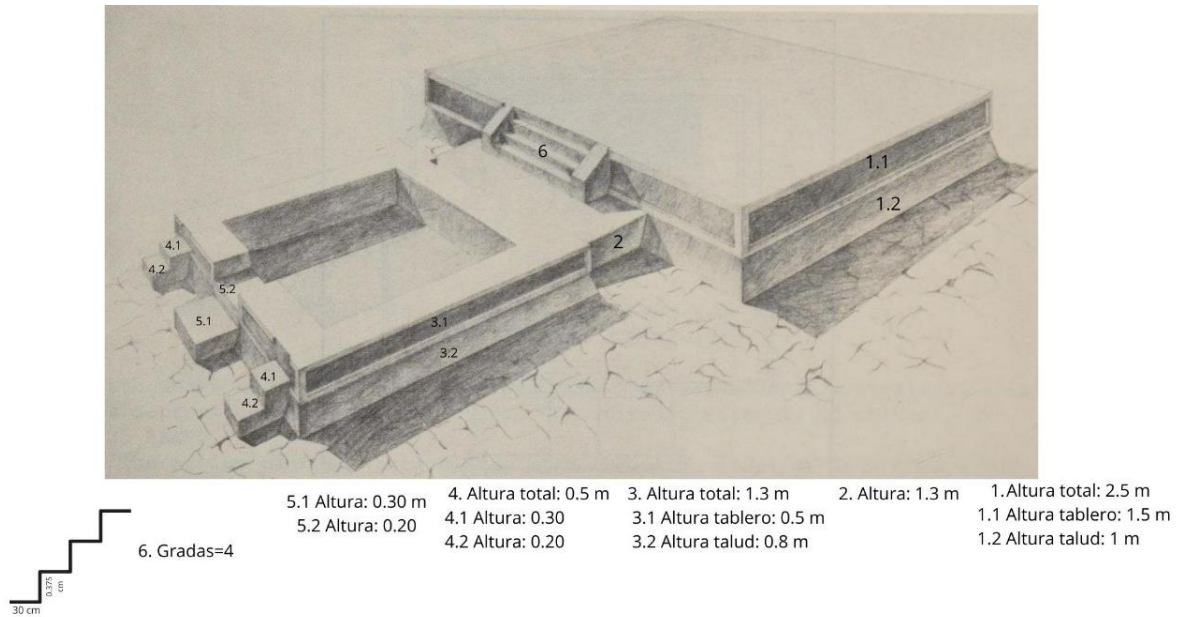 6
1.1
1.2
2
4.1
4.2
5.2
5.1
3.1
3.2
4.1
4.2
5.1 Altura: 0.30 m
5.2 Altura: 0.20
4. Altura total: 0.5 m
4.1 Altura: 0.30
4.2 Altura: 0.20
3. Altura total: 1.3 m
3.1 Altura tablero: 0.5 m
3.2 Altura talud: 0.8 m
2. Altura: 1.3 m
1.Altura total: 2.5 m
1.1 Altura tablero: 1.5 m
1.2 Altura talud: 1 m
6. Gradas=4
0.375
cm
30 cm